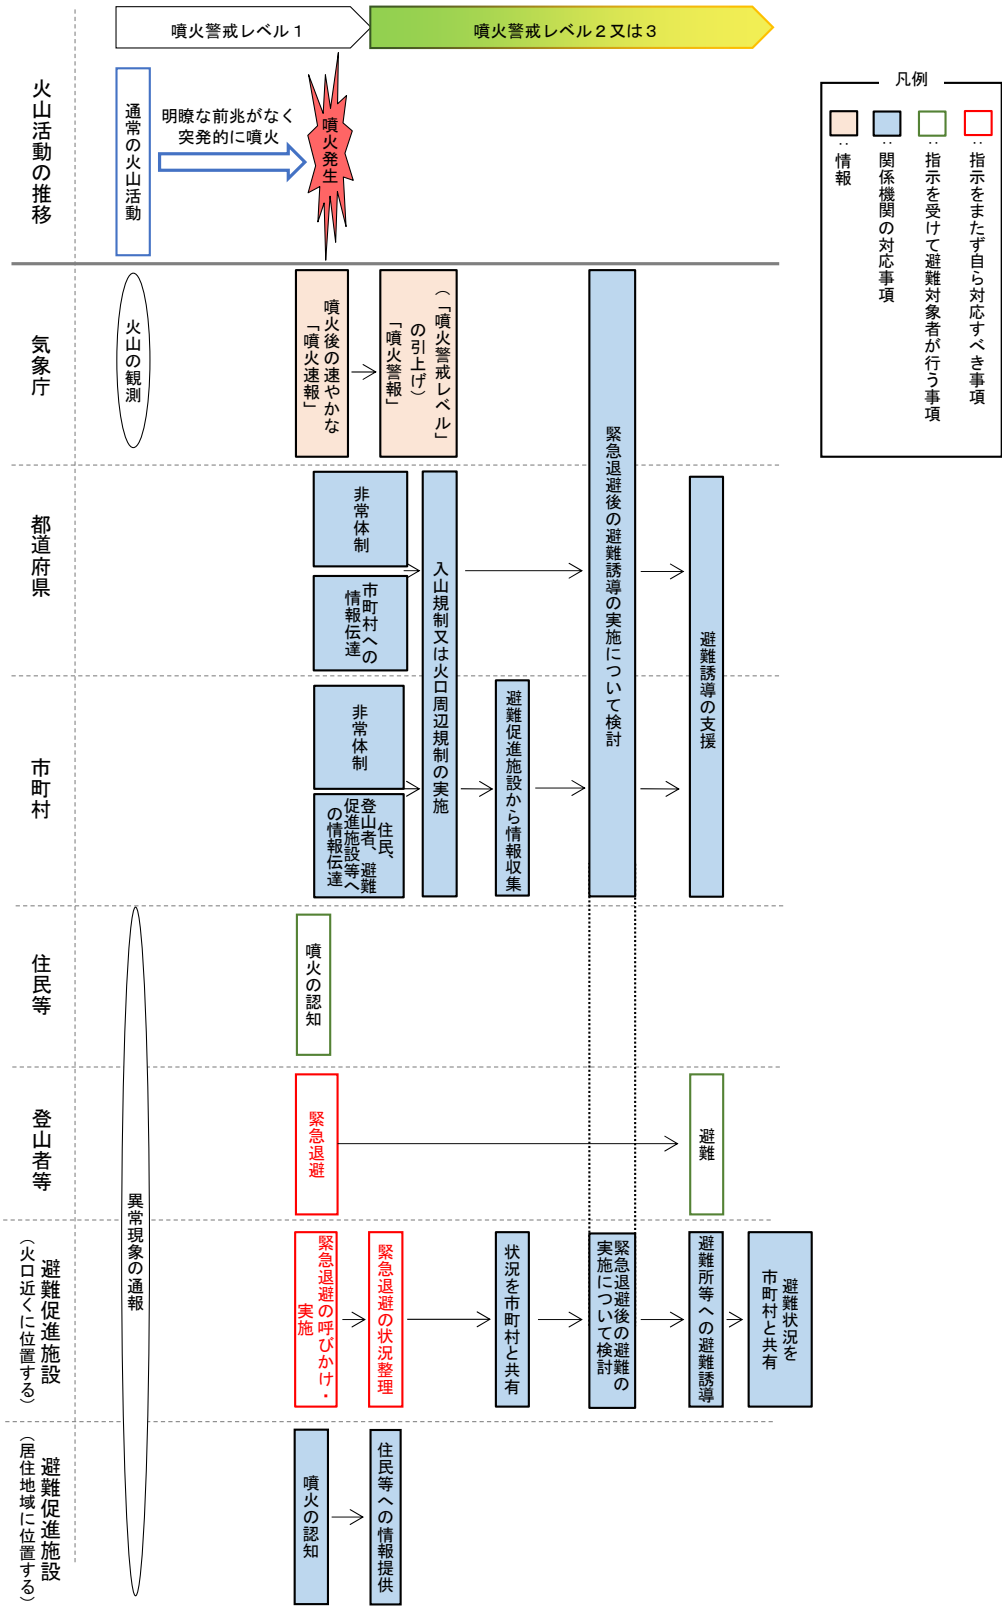 噴火警戒レベル１
噴火警戒レベル２又は３
火山活動の推移
通常の火山活動
明瞭な前兆がなく
突発的に噴火
噴火発生
凡例
：情報
：関係機関の対応事項
：指示を受けて避難対象者が行う事項
：指示をまたず自ら対応すべき事項
気象庁
火山の観測
噴火後の速やかな
「噴火速報」
（「噴火警戒レベル」
の引上げ）
「噴火警報」
緊急退避後の避難誘導の実施について検討
都道府県
非常体制
市町村への
情報伝達
入山規制又は火口周辺規制の実施
避難誘導の支援
市町村
非常体制
住民、
登山者、避難
促進施設等へ
の情報伝達
避難促進施設から情報収集
住民等
噴火の認知
異常現象の通報
登山者等
緊急退避
避難
避難促進施設
（火口近くに位置する）
緊急退避の呼びかけ・
実施
緊急退避の状況整理
状況を市町村と共有
緊急退避後の避難の
実施について検討
避難所等への避難誘導
避難状況を
市町村と共有
避難促進施設
（居住地域に位置する）
噴火の認知
住民等への情報提供